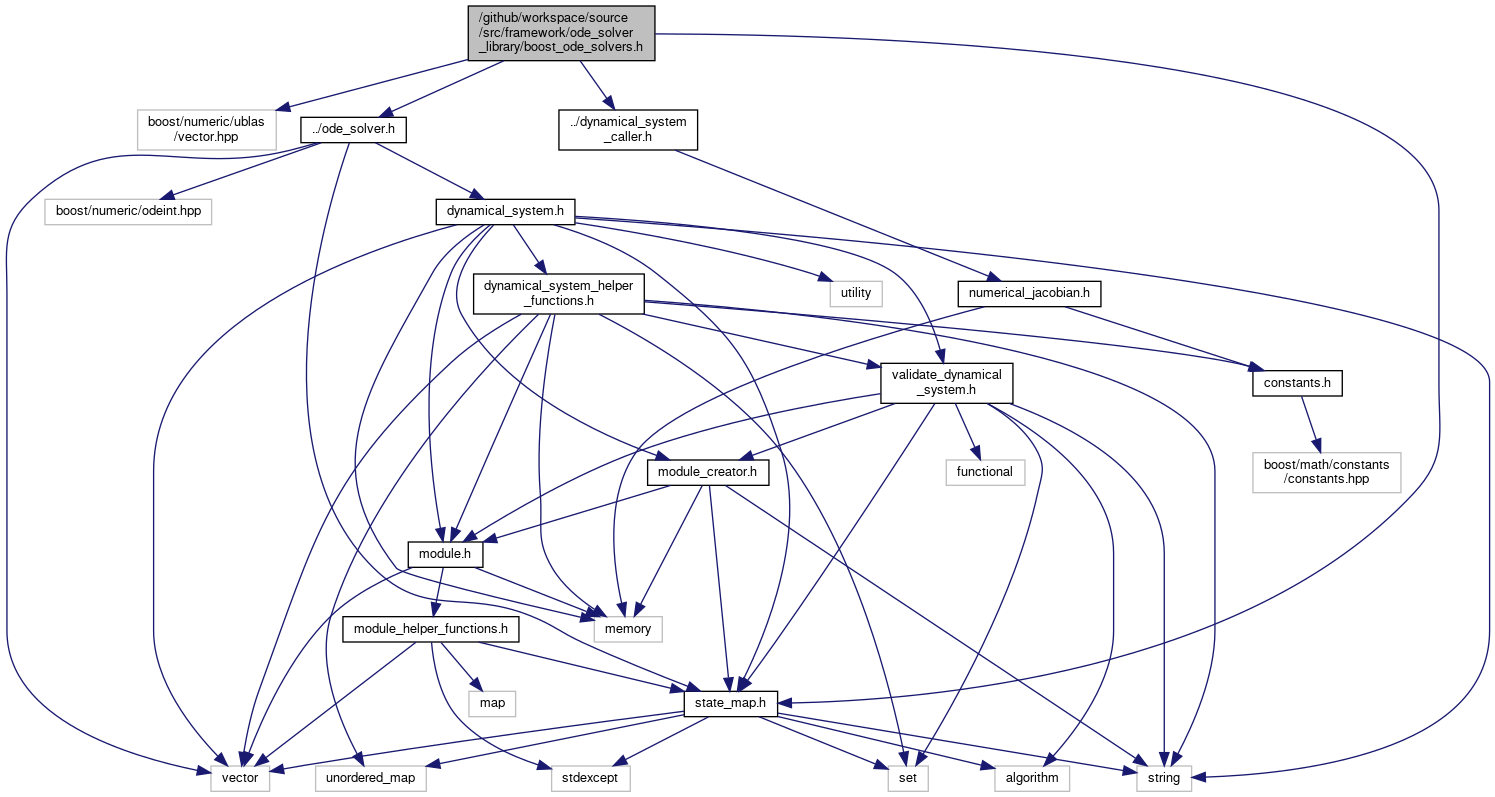 /github/workspace/source
/src/framework/ode_solver
_library/boost_ode_solvers.h
boost/numeric/ublas
/vector.hpp
../ode_solver.h
../dynamical_system
_caller.h
boost/numeric/odeint.hpp
dynamical_system.h
dynamical_system_helper
_functions.h
utility
numerical_jacobian.h
validate_dynamical
_system.h
constants.h
module_creator.h
functional
boost/math/constants
/constants.hpp
module.h
module_helper_functions.h
memory
map
state_map.h
vector
unordered_map
stdexcept
set
algorithm
string